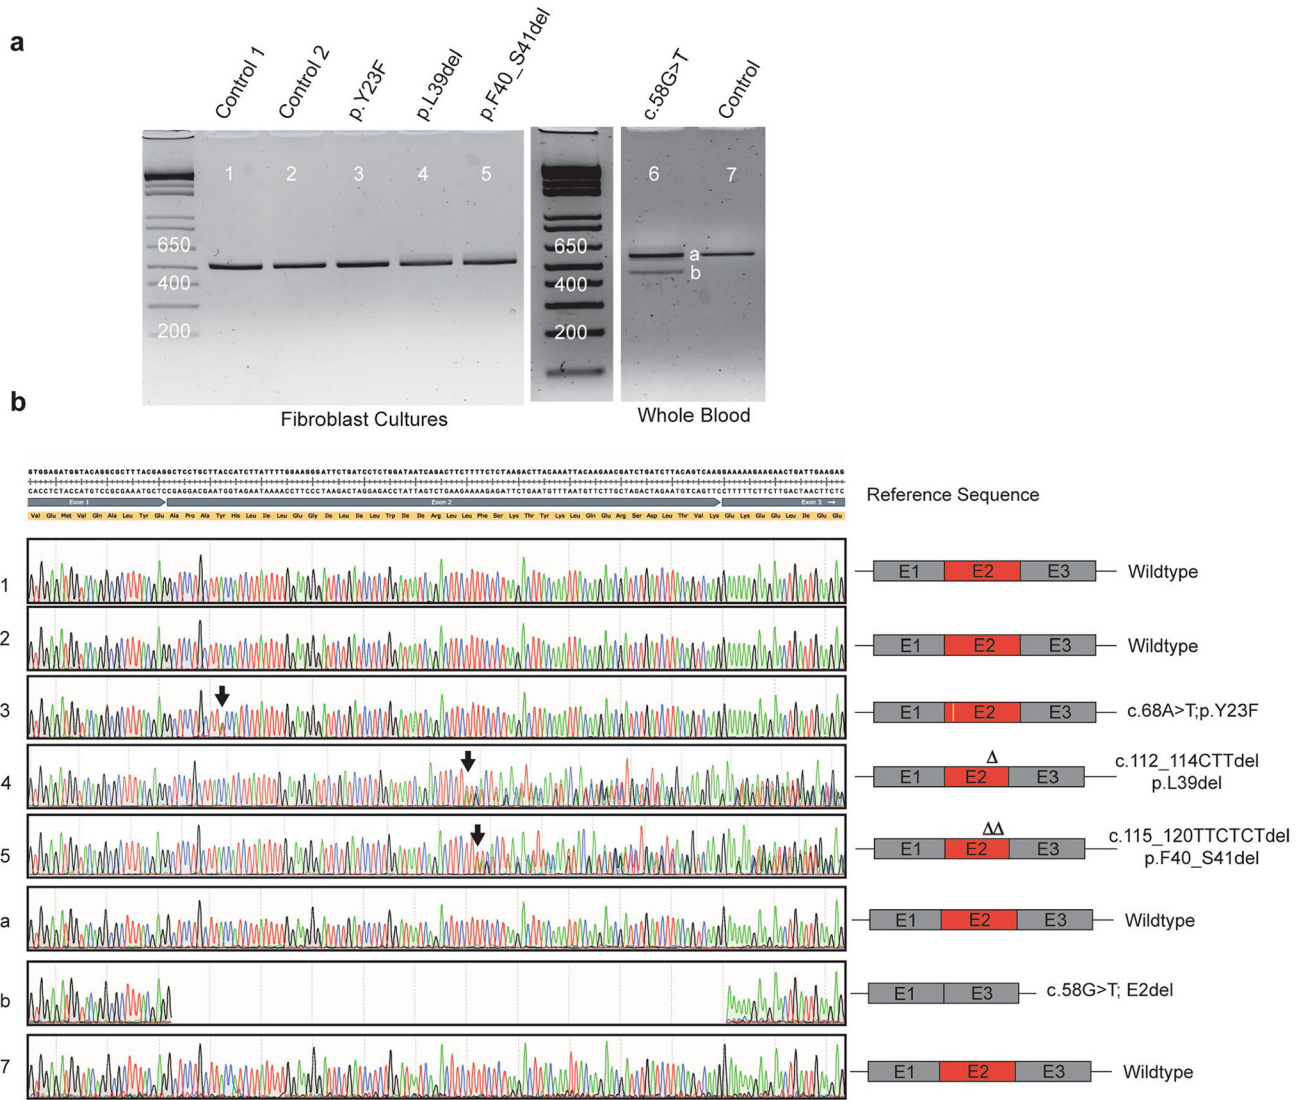 a
Control 1
Control 2
p.Y23F
p.L39del
p.F40_S41del
c.58G>T
Control
1 2 3 4 5 6 7
650
400
200
650
400
200
a
b
Fibroblast Cultures
Whole Blood
b
GTGGAGATGGTACAGGCGCTTTACGAGGCTCCTGCTTACCATCTTATTTTGGAAGGGATTCTGATCCTCTGGATAATCAGACTTCTTTTCTCTAAGACTTACAAATTACAAGAACGATCTGATCTTACAGTCAAGGAAAAAGAAGAACTGATTGAAGAG
CACCTCTACCATGTCCGCGAAATGCTCCGAGGACGAATGGTAGAATAAAACCTTCCCTAAGACTAGGAGACCTATTAGTCTGAAGAAAAGAGATTCTGAATGTTTAATGTTCTTGCTAGACTAGAATGTCAGTTCCTTTTTCTTCTTGACTAACTTCTC
Exon 1 Exon 2 Exon 3 →
Val Glu Met Val Gln Ala Leu Tyr Glu Ala Pro Ala Tyr His Leu Ile Leu Glu Gly Ile Leu Ile Leu Trp Ile Ile Arg Leu Leu Phe Ser Lys Thr Tyr Lys Leu Gln Glu Arg Ser Asp Leu Thr Val Lys Glu Lys Glu Glu Leu Ile Glu Glu
Reference Sequence
1 E1 E2 E3 Wildtype
2 E1 E2 E3 Wildtype
3 E1 E2 E3 c.68A>T;p.Y23F
Δ
4 E1 E2 E3 c.112_114CTTdel
p.L39del
ΔΔ
5 E1 E2 E3 c.115_120TTCTCTdel
p.F40_S41del
a E1 E2 E3 Wildtype
b E1 E3 c.58G>T; E2del
7 E1 E2 E3 Wildtype